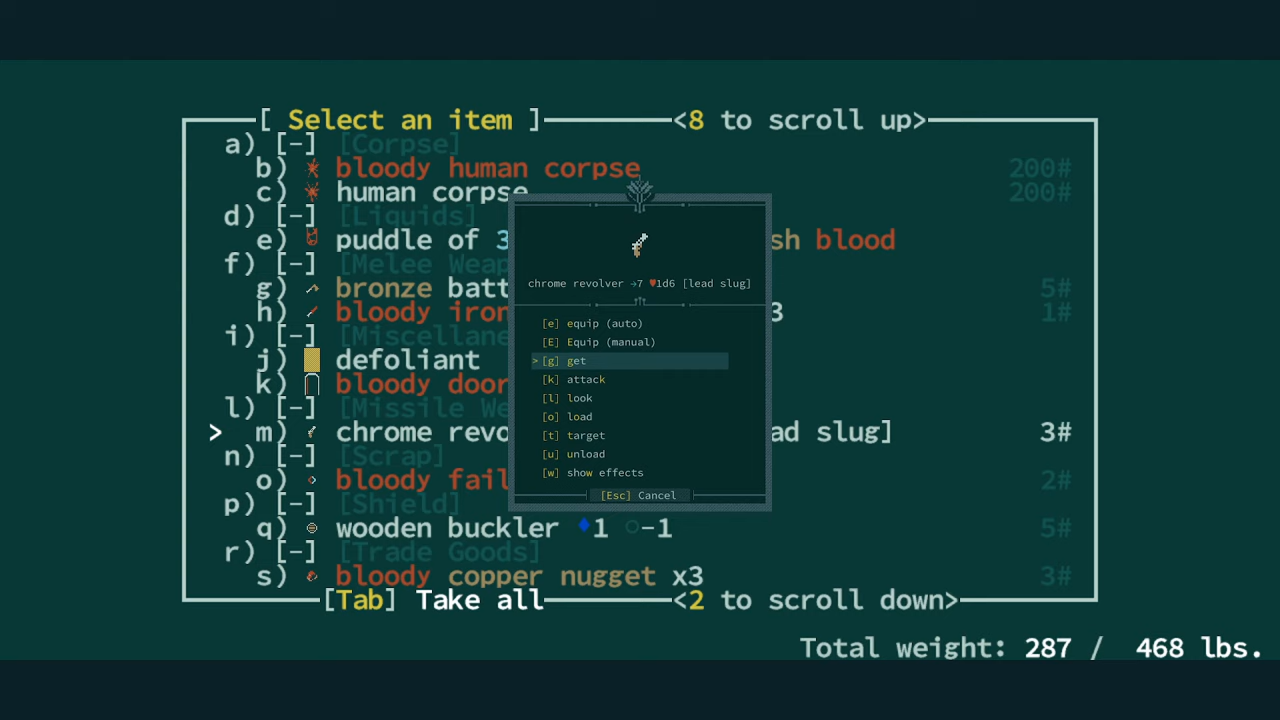 [ Select an item ] <8 to scroll up>
a) [-] [Corpse]
b) bloody human corpse 200#
c) human corpse 200#
d) [-] [Liquids]
e) puddle of 3 sh blood
f) [-] [Melee Weap
g) bronze batt 5#
h) bloody iron 3 1#
i) [-] [Miscellane
j) defoliant
k) bloody door
l) [-] [Missile We
> m) chrome revo ad slug] 3#
n) [-] [Scrap]
o) bloody fail 2#
p) [-] [Shield]
q) wooden buckler ♦1 ○-1 5#
r) [-] [Trade Goods]
s) bloody copper nugget x3 3#
[Tab] Take all <2 to scroll down>
Total weight: 287 / 468 lbs.
chrome revolver →7 ♥1d6 [lead slug]
[e] equip (auto)
[E] Equip (manual)
> [g] get
[k] attack
[l] look
[o] load
[t] target
[u] unload
[w] show effects
[Esc] Cancel